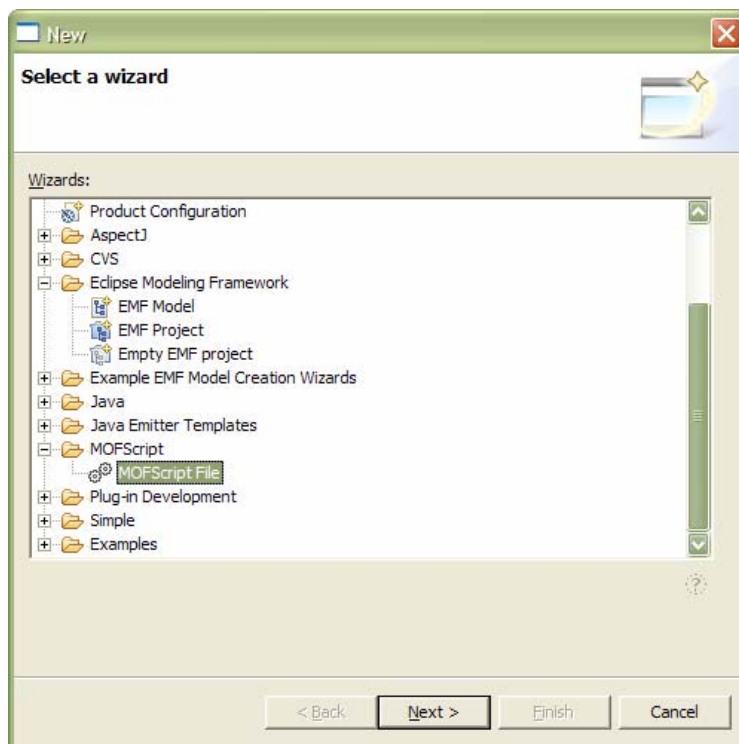 New
Select a wizard
Wizards:
Product Configuration
AspectJ
CVS
Eclipse Modeling Framework
EMF Model
EMF Project
Empty EMF project
Example EMF Model Creation Wizards
Java
Java Emitter Templates
MOFScript
MOFScript File
Plug-in Development
Simple
Examples
?
< Back Next > Finish Cancel